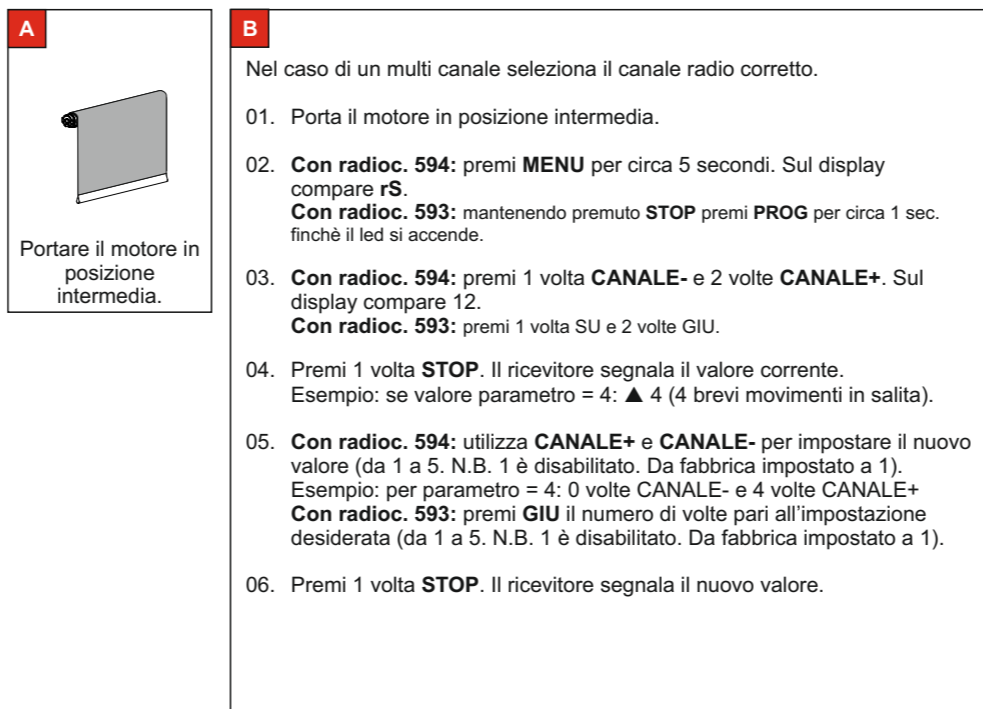 A
Portare il motore in
posizione
intermedia.
B
Nel caso di un multi canale seleziona il canale radio corretto.
01. Porta il motore in posizione intermedia.
02. Con radioc. 594: premi MENU per circa 5 secondi. Sul display
compare rS.
Con radioc. 593: mantenendo premuto STOP premi PROG per circa 1 sec.
finchè il led si accende.
03. Con radioc. 594: premi 1 volta CANALE- e 2 volte CANALE+. Sul
display compare 12.
Con radioc. 593: premi 1 volta SU e 2 volte GIU.
04. Premi 1 volta STOP. Il ricevitore segnala il valore corrente.
Esempio: se valore parametro = 4: ▲ 4 (4 brevi movimenti in salita).
05. Con radioc. 594: utilizza CANALE+ e CANALE- per impostare il nuovo
valore (da 1 a 5. N.B. 1 è disabilitato. Da fabbrica impostato a 1).
Esempio: per parametro = 4: 0 volte CANALE- e 4 volte CANALE+
Con radioc. 593: premi GIU il numero di volte pari all'impostazione
desiderata (da 1 a 5. N.B. 1 è disabilitato. Da fabbrica impostato a 1).
06. Premi 1 volta STOP. Il ricevitore segnala il nuovo valore.